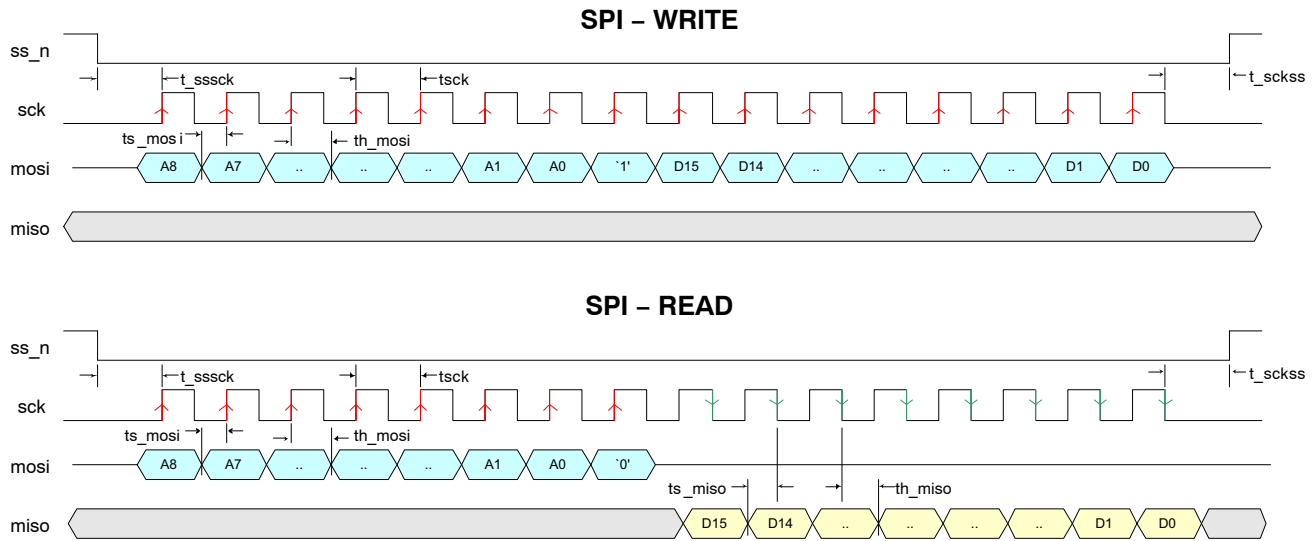 SPI – WRITE
ss_n
t_sssck tsck t_sckss
sck
ts_mosi th_mosi
mosi A8 A7 .. .. .. A1 A0 `1' D15 D14 .. .. .. .. D1 D0
miso
SPI – READ
ss_n
t_sssck tsck t_sckss
sck
ts_mosi th_mosi
mosi A8 A7 .. .. .. A1 A0 `0'
ts_miso th_miso
miso D15 D14 .. .. .. .. D1 D0